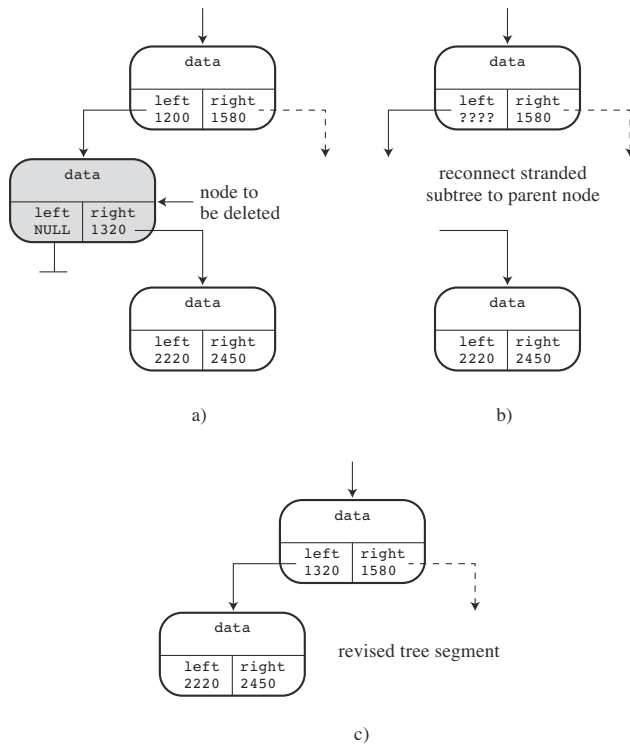 data
left right
1200 1580
data
left right
NULL 1320
node to
be deleted
data
left right
2220 2450
a)
data
left right
???? 1580
reconnect stranded
subtree to parent node
data
left right
2220 2450
b)
data
left right
1320 1580
data
left right
2220 2450
revised tree segment
c)